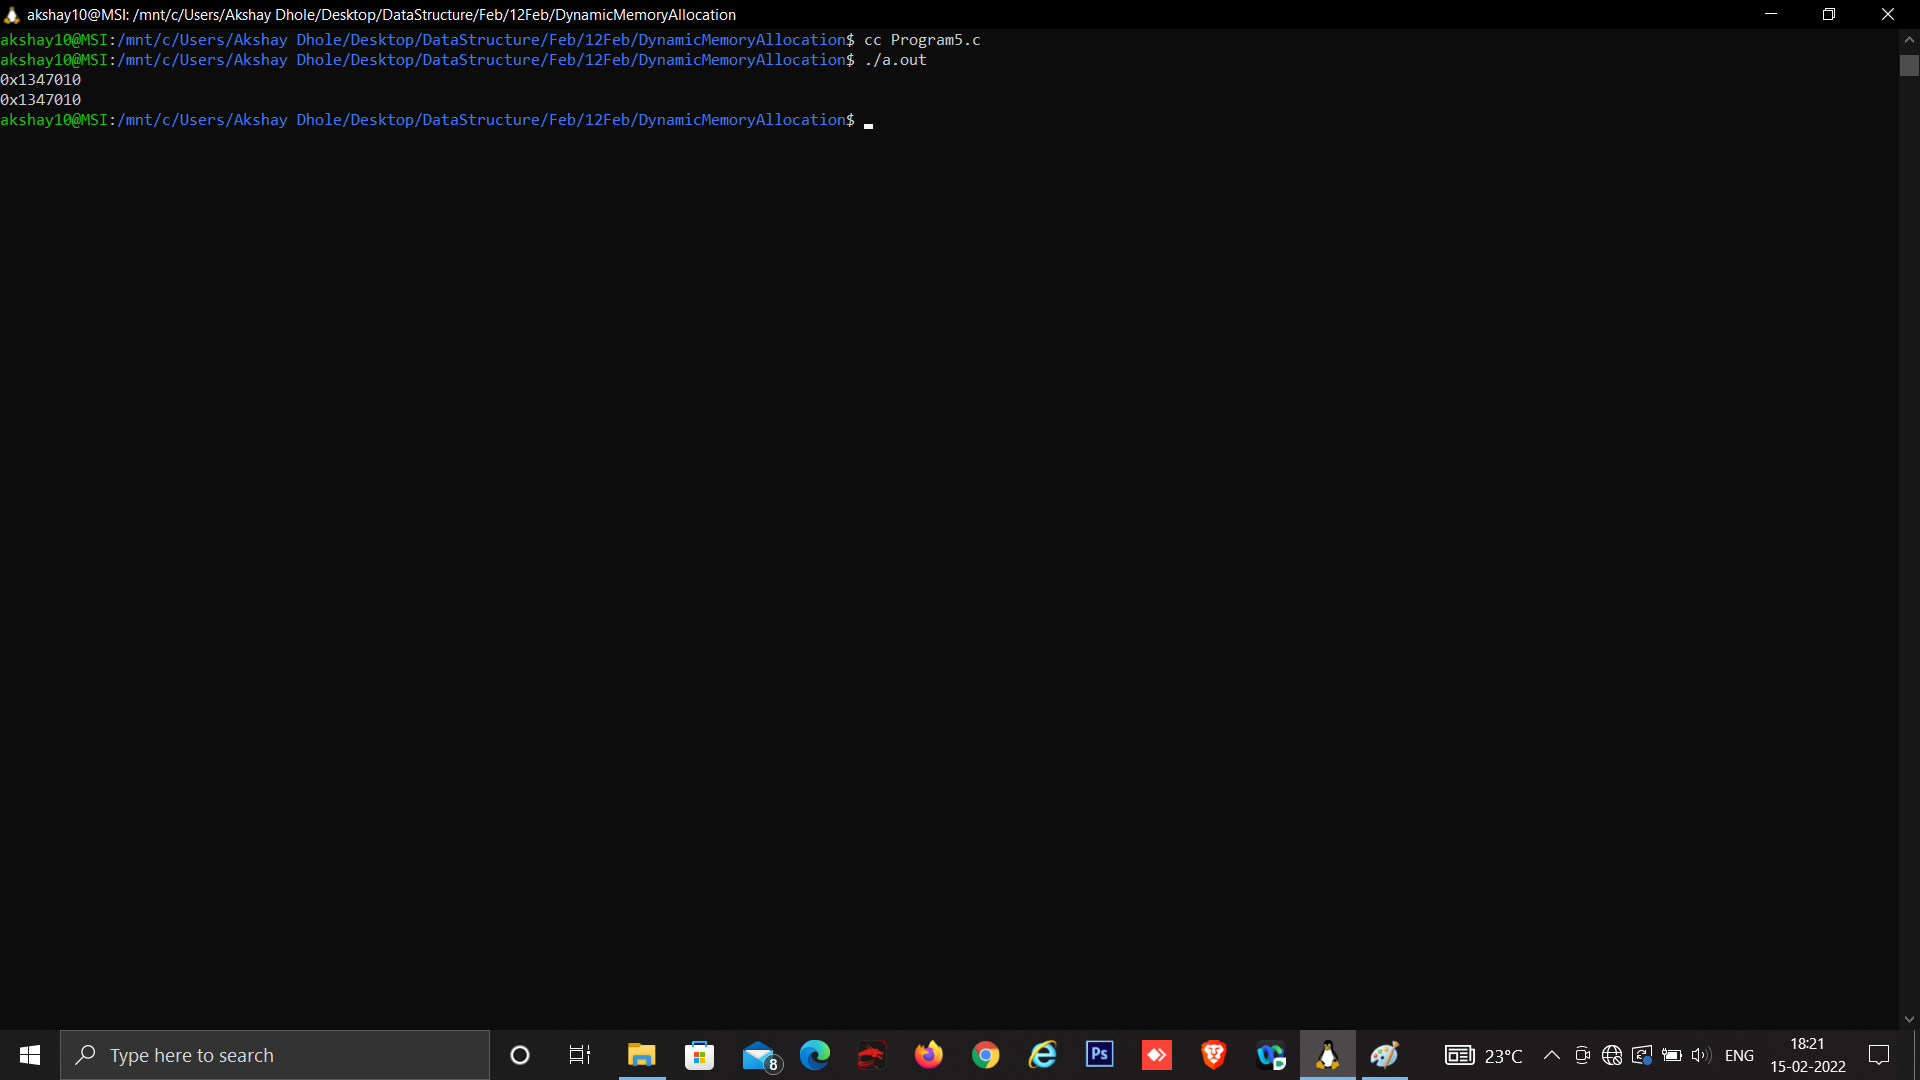 akshay10@MSI: /mnt/c/Users/Akshay Dhole/Desktop/DataStructure/Feb/12Feb/DynamicMemoryAllocation
akshay10@MSI:/mnt/c/Users/Akshay Dhole/Desktop/DataStructure/Feb/12Feb/DynamicMemoryAllocation$ cc Program5.c
akshay10@MSI:/mnt/c/Users/Akshay Dhole/Desktop/DataStructure/Feb/12Feb/DynamicMemoryAllocation$ ./a.out
0x1347010
0x1347010
akshay10@MSI:/mnt/c/Users/Akshay Dhole/Desktop/DataStructure/Feb/12Feb/DynamicMemoryAllocation$
Type here to search
8
Ps
23°C
ENG
18:21
15-02-2022